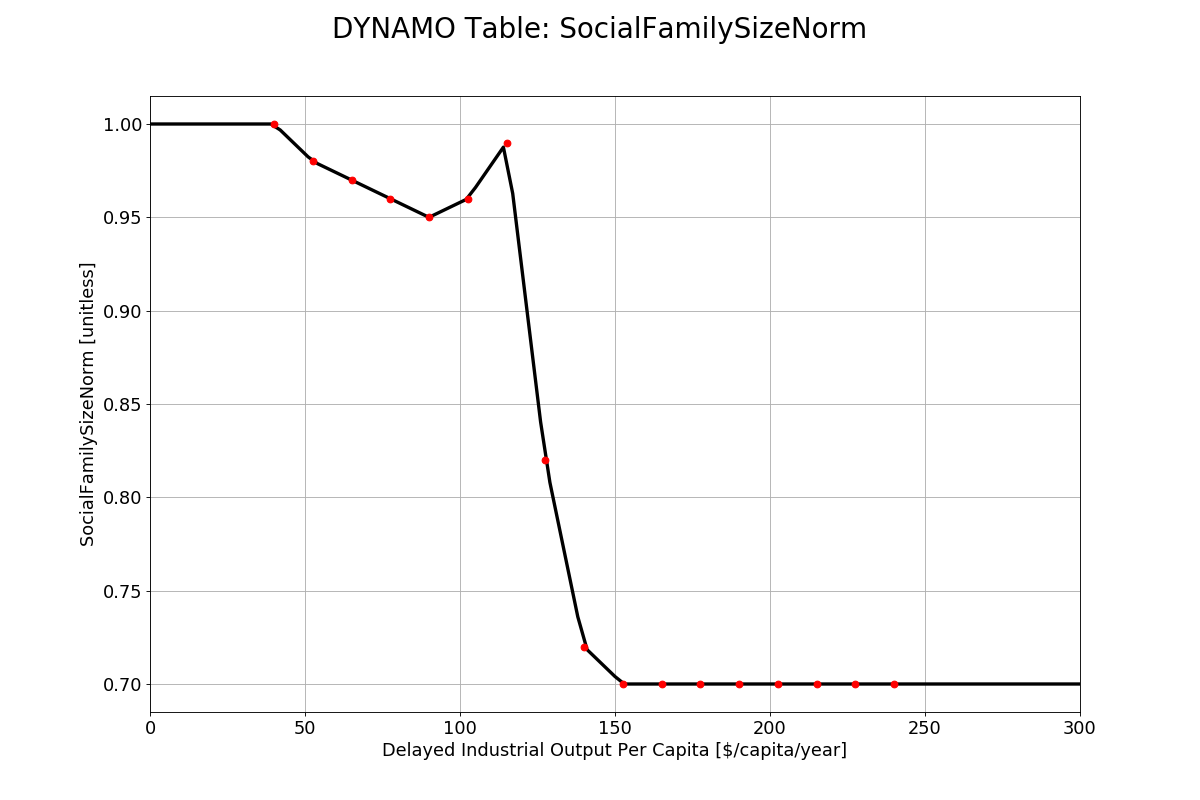 DYNAMO Table: SocialFamilySizeNorm
1.00
0.95
0.90
0.85
0.80
0.75
0.70
SocialFamilySizeNorm [unitless]
0 50 100 150 200 250 300
Delayed Industrial Output Per Capita [$/capita/year]